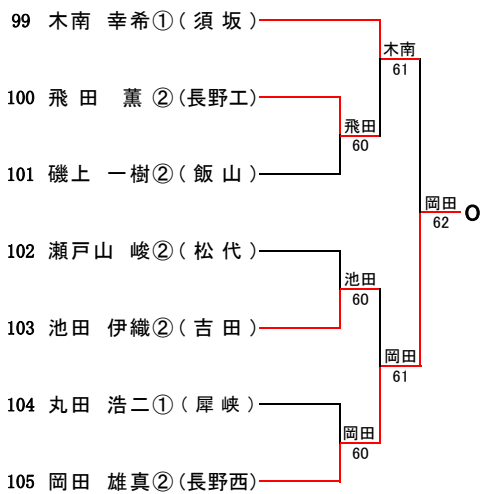 99 木南 幸希①(須坂)
木南
61
100 飛田 薫②(長野工)
飛田
60
101 磯上 一樹②(飯山)
岡田
62
O
102 瀬戸山 峻②(松代)
池田
60
103 池田 伊織②(吉田)
岡田
61
104 丸田 浩二①(犀峡)
岡田
60
105 岡田 雄真②(長野西)